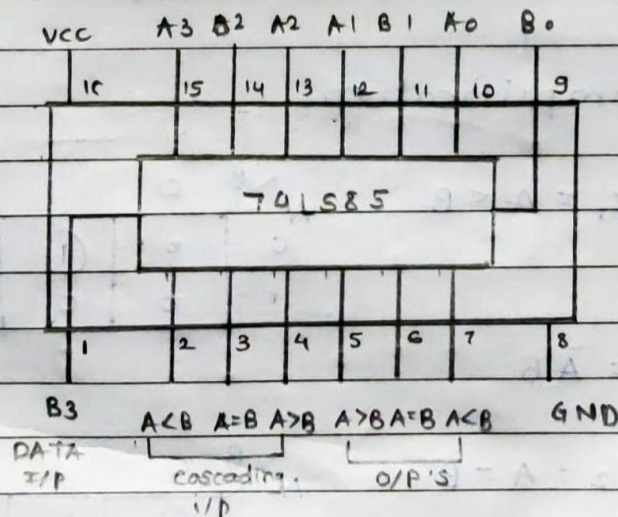 VCC A3 B2 A2 A1 B1 A0 B0
16 15 14 13 12 11 10 9
74LS85
1 2 3 4 5 6 7 8
B3 A<B A=B A>B A>B A=B A<B GND
DATA cascading. O/P'S
I/P i/p